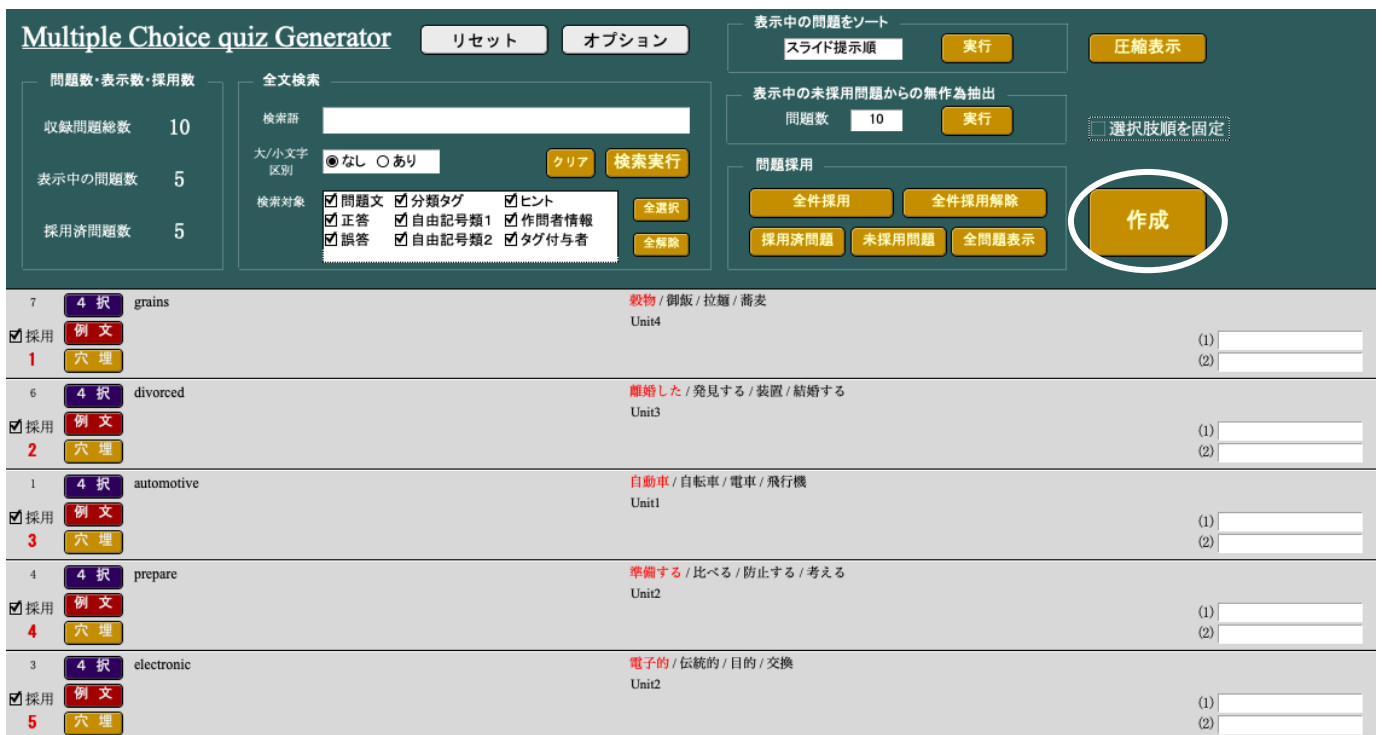 Multiple Choice quiz Generator
リセット
オプション
問題数・表示数・採用数
収録問題総数 10
表示中の問題数 5
採用済問題数 5
全文検索
検索語
大/小文字
区別
なし あり
クリア
検索実行
検索対象
問題文 分類タグ ヒント
正答 自由記号類1 作問者情報
誤答 自由記号類2 タグ付与者
全選択
全解除
表示中の問題をソート
スライド提示順
実行
表示中の未採用問題からの無作為抽出
問題数 10
実行
問題採用
全件採用
全件採用解除
採用済問題
未採用問題
全問題表示
圧縮表示
選択肢順を固定
作成
7 4 択 grains 穀物 / 御飯 / 拉麺 / 蕎麦
採用 例 文 Unit4
(1)
1 穴 埋 (2)
6 4 択 divorced 離婚した / 発見する / 装置 / 結婚する
採用 例 文 Unit3
(1)
2 穴 埋 (2)
1 4 択 automotive 自動車 / 自転車 / 電車 / 飛行機
採用 例 文 Unit1
(1)
3 穴 埋 (2)
4 4 択 prepare 準備する / 比べる / 防止する / 考える
採用 例 文 Unit2
(1)
4 穴 埋 (2)
3 4 択 electronic 電子的 / 伝統的 / 目的 / 交換
採用 例 文 Unit2
(1)
5 穴 埋 (2)